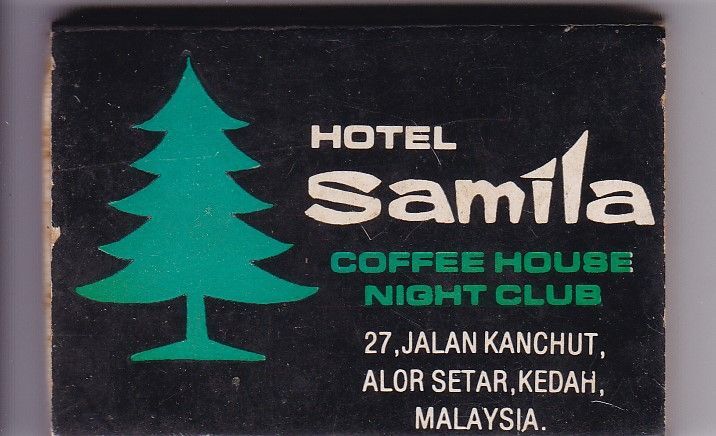 HOTEL
Samila
COFFEE HOUSE
NIGHT CLUB
27,JALAN KANCHUT,
ALOR SETAR,KEDAH,
MALAYSIA.